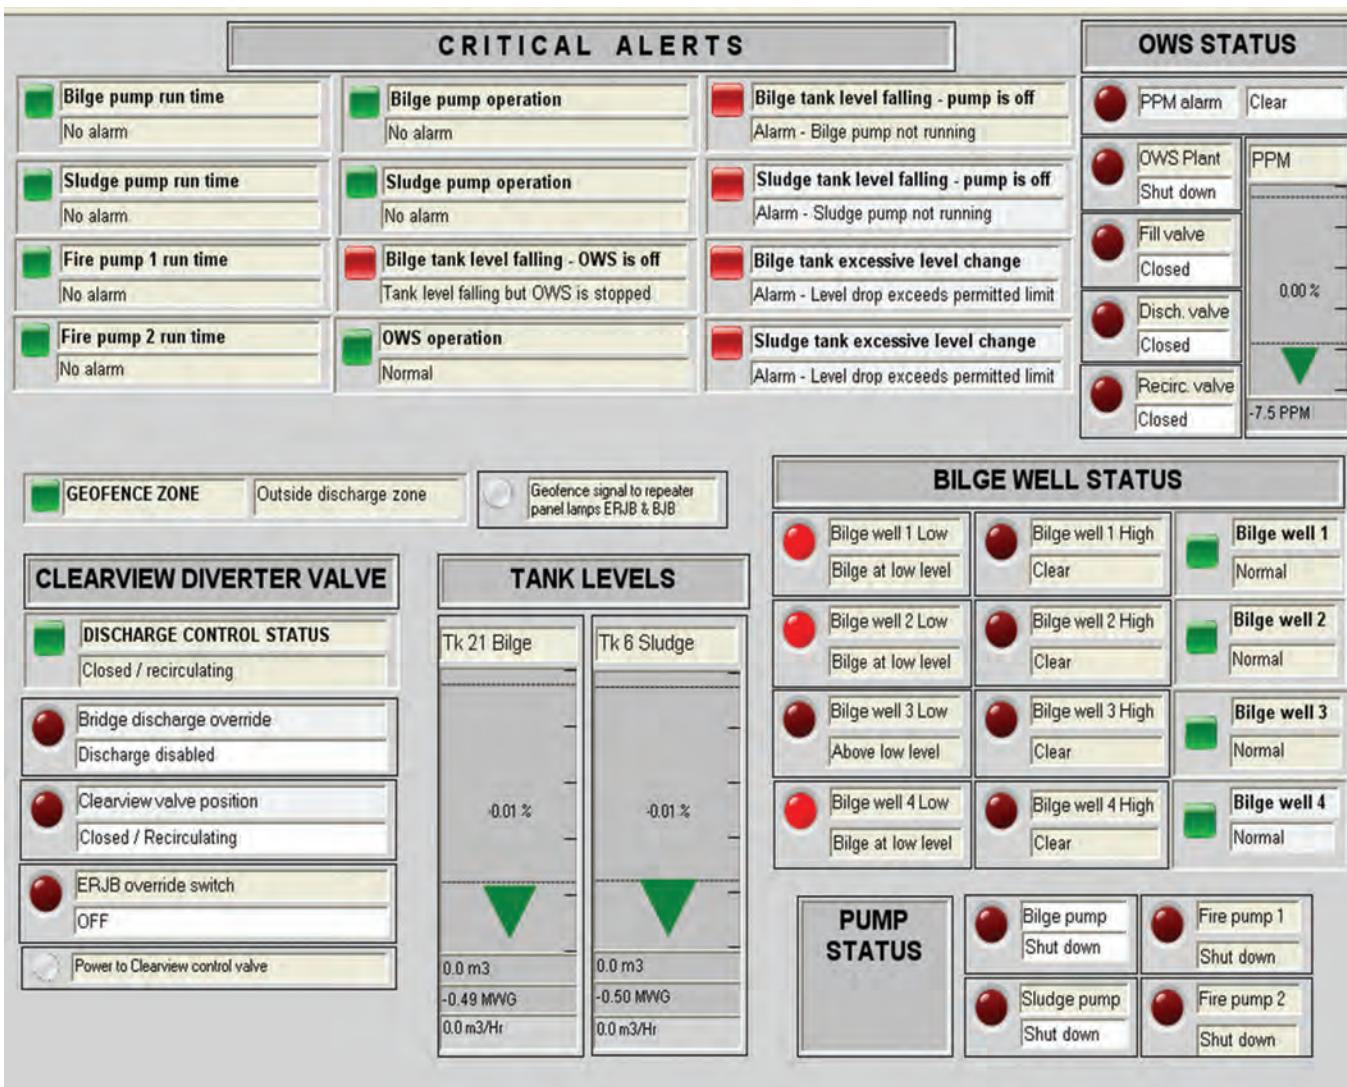 CRITICAL ALERTS
Bilge pump run time
No alarm
Sludge pump run time
No alarm
Fire pump 1 run time
No alarm
Fire pump 2 run time
No alarm
Bilge pump operation
No alarm
Sludge pump operation
No alarm
Bilge tank level falling - OWS is off
Tank level falling but OWS is stopped
OWS operation
Normal
Bilge tank level falling - pump is off
Alarm - Bilge pump not running
Sludge tank level falling - pump is off
Alarm - Sludge pump not running
Bilge tank excessive level change
Alarm - Level drop exceeds permitted limit
Sludge tank excessive level change
Alarm - Level drop exceeds permitted limit
OWS STATUS
PPM alarm
Clear
OWS Plant
Shut down
Fill valve
Closed
Disch. valve
Closed
Recirc. valve
Closed
PPM
0.00 %
-7.5 PPM
GEOFENCE ZONE
Outside discharge zone
Geofence signal to repeater
panel lamps ERJB & BJB
CLEARVIEW DIVERTER VALVE
DISCHARGE CONTROL STATUS
Closed / recirculating
Bridge discharge override
Discharge disabled
Clearview valve position
Closed / Recirculating
ERJB override switch
OFF
Power to Clearview control valve
TANK LEVELS
Tk 21 Bilge
-0.01 %
0.0 m3
-0.49 MWG
0.0 m3/Hr
Tk 6 Sludge
-0.01 %
0.0 m3
-0.50 MWG
0.0 m3/Hr
BILGE WELL STATUS
Bilge well 1 Low
Bilge at low level
Bilge well 1 High
Clear
Bilge well 1
Normal
Bilge well 2 Low
Bilge at low level
Bilge well 2 High
Clear
Bilge well 2
Normal
Bilge well 3 Low
Above low level
Bilge well 3 High
Clear
Bilge well 3
Normal
Bilge well 4 Low
Bilge at low level
Bilge well 4 High
Clear
Bilge well 4
Normal
PUMP
STATUS
Bilge pump
Shut down
Fire pump 1
Shut down
Sludge pump
Shut down
Fire pump 2
Shut down